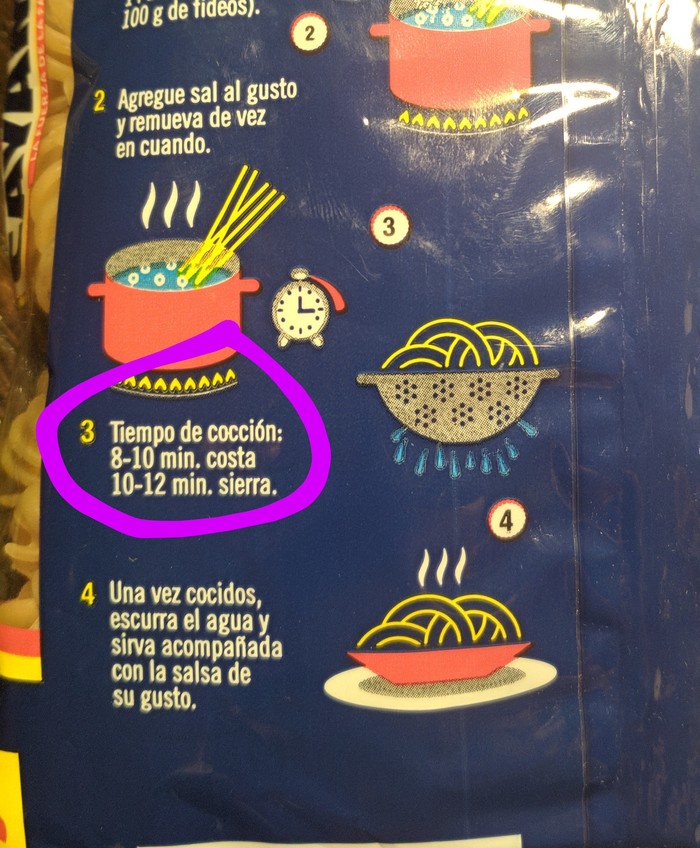 100 g de fideos).
2
2 Agregue sal al gusto
y remueva de vez
en cuando.
3
3 Tiempo de cocción:
8-10 min. costa
10-12 min. sierra.
4
4 Una vez cocidos,
escurra el agua y
sirva acompañada
con la salsa de
su gusto.